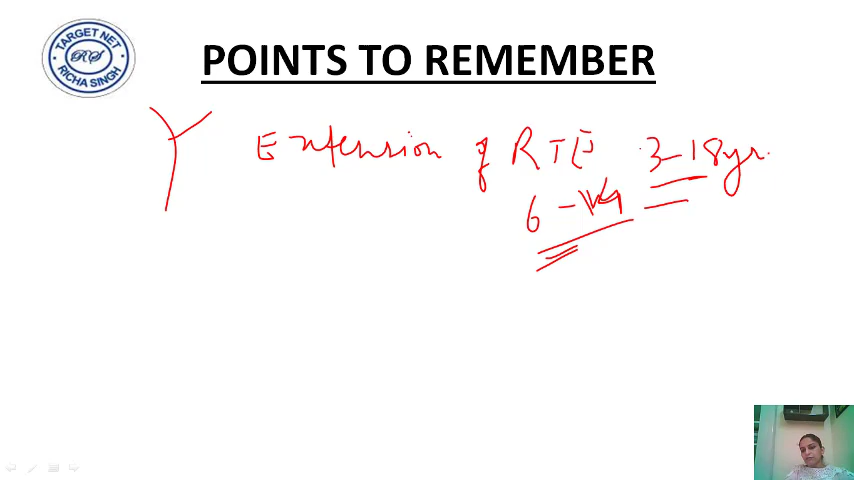 TARGET NET
RS
RICHA SINGH
POINTS TO REMEMBER
Y Extension of RTE 3-18yr.
6-14